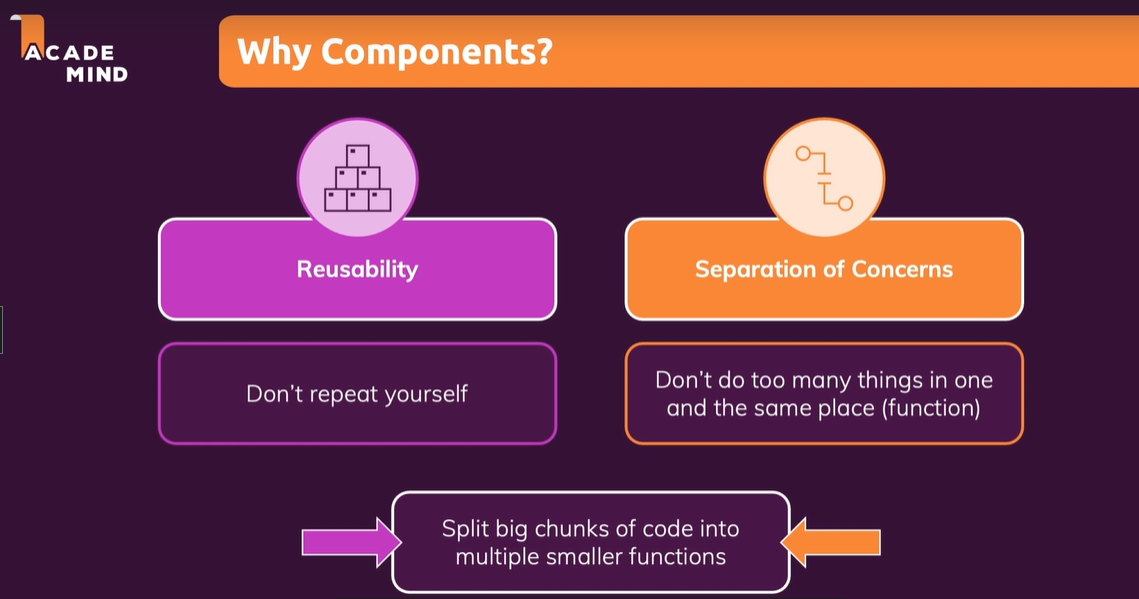 ACADE
MIND
Why Components?
Reusability
Separation of Concerns
Don't repeat yourself
Don't do too many things in one
and the same place (function)
Split big chunks of code into
multiple smaller functions